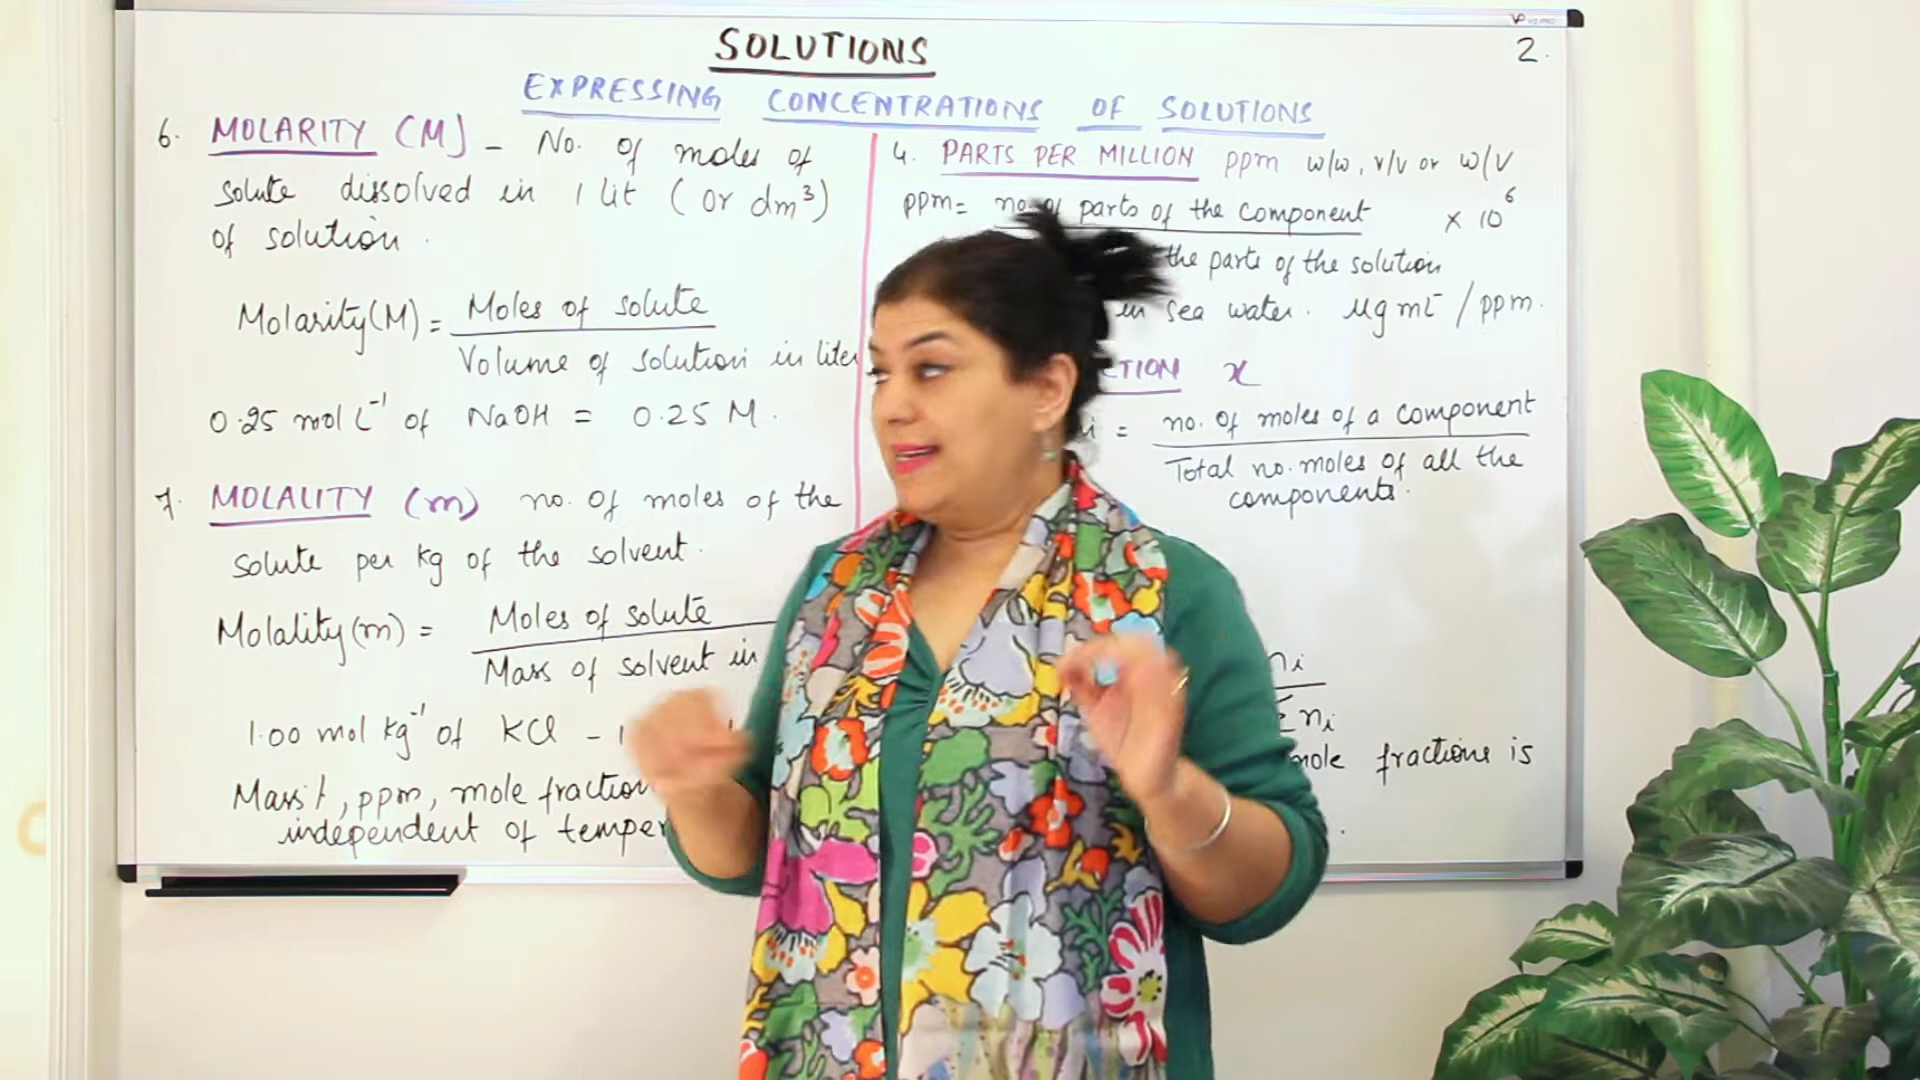 SOLUTIONS
2.
EXPRESSING CONCENTRATIONS OF SOLUTIONS
6. MOLARITY (M) - No. of moles of
solute dissolved in 1 lit (or dm³)
of solution.
Molarity(M) = Moles of solute
Volume of solution in liter
0.25 mol L⁻¹ of NaOH = 0.25 M.
7. MOLALITY (m) no. of moles of the
solute per kg of the solvent.
Molality(m) = Moles of solute
Mass of solvent in
1.00 mol kg⁻¹ of KCl - 1
Mass %, ppm, mole fraction
independent of temper
4. PARTS PER MILLION ppm w/w, v/v or w/v
ppm = no. of parts of the component × 10⁶
the parts of the solution
in sea water. μg mL⁻ / ppm.
CTION x
i = no. of moles of a component
Total no. moles of all the
components.
ni
Σ ni
mole fractions is